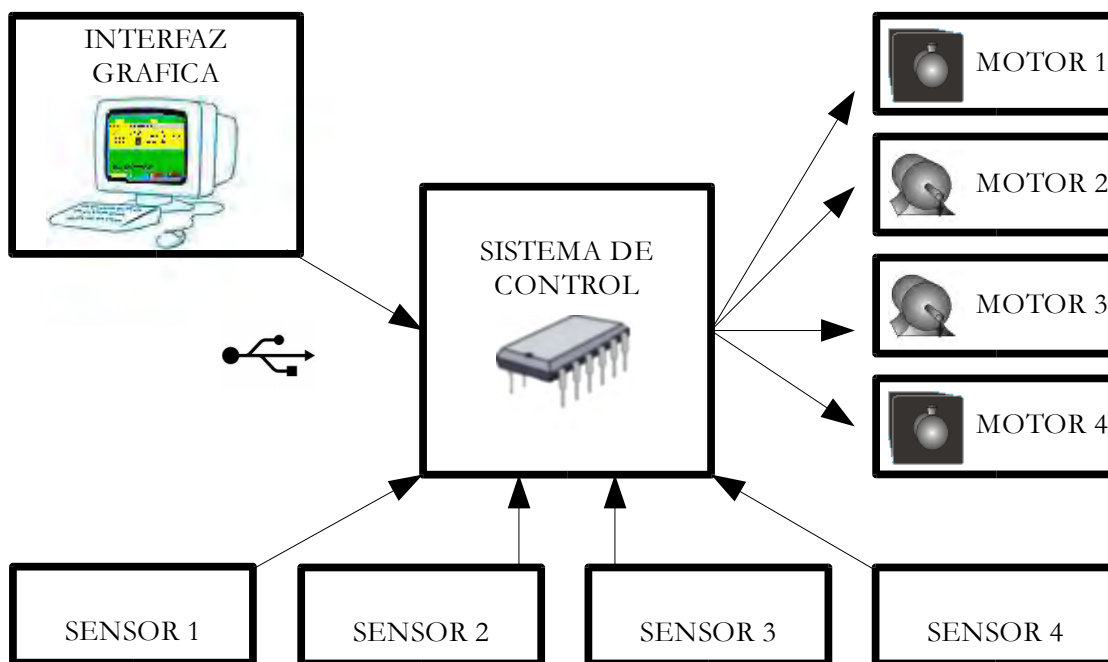 INTERFAZ
GRAFICA
SISTEMA DE
CONTROL
MOTOR 1
MOTOR 2
MOTOR 3
MOTOR 4
SENSOR 1
SENSOR 2
SENSOR 3
SENSOR 4